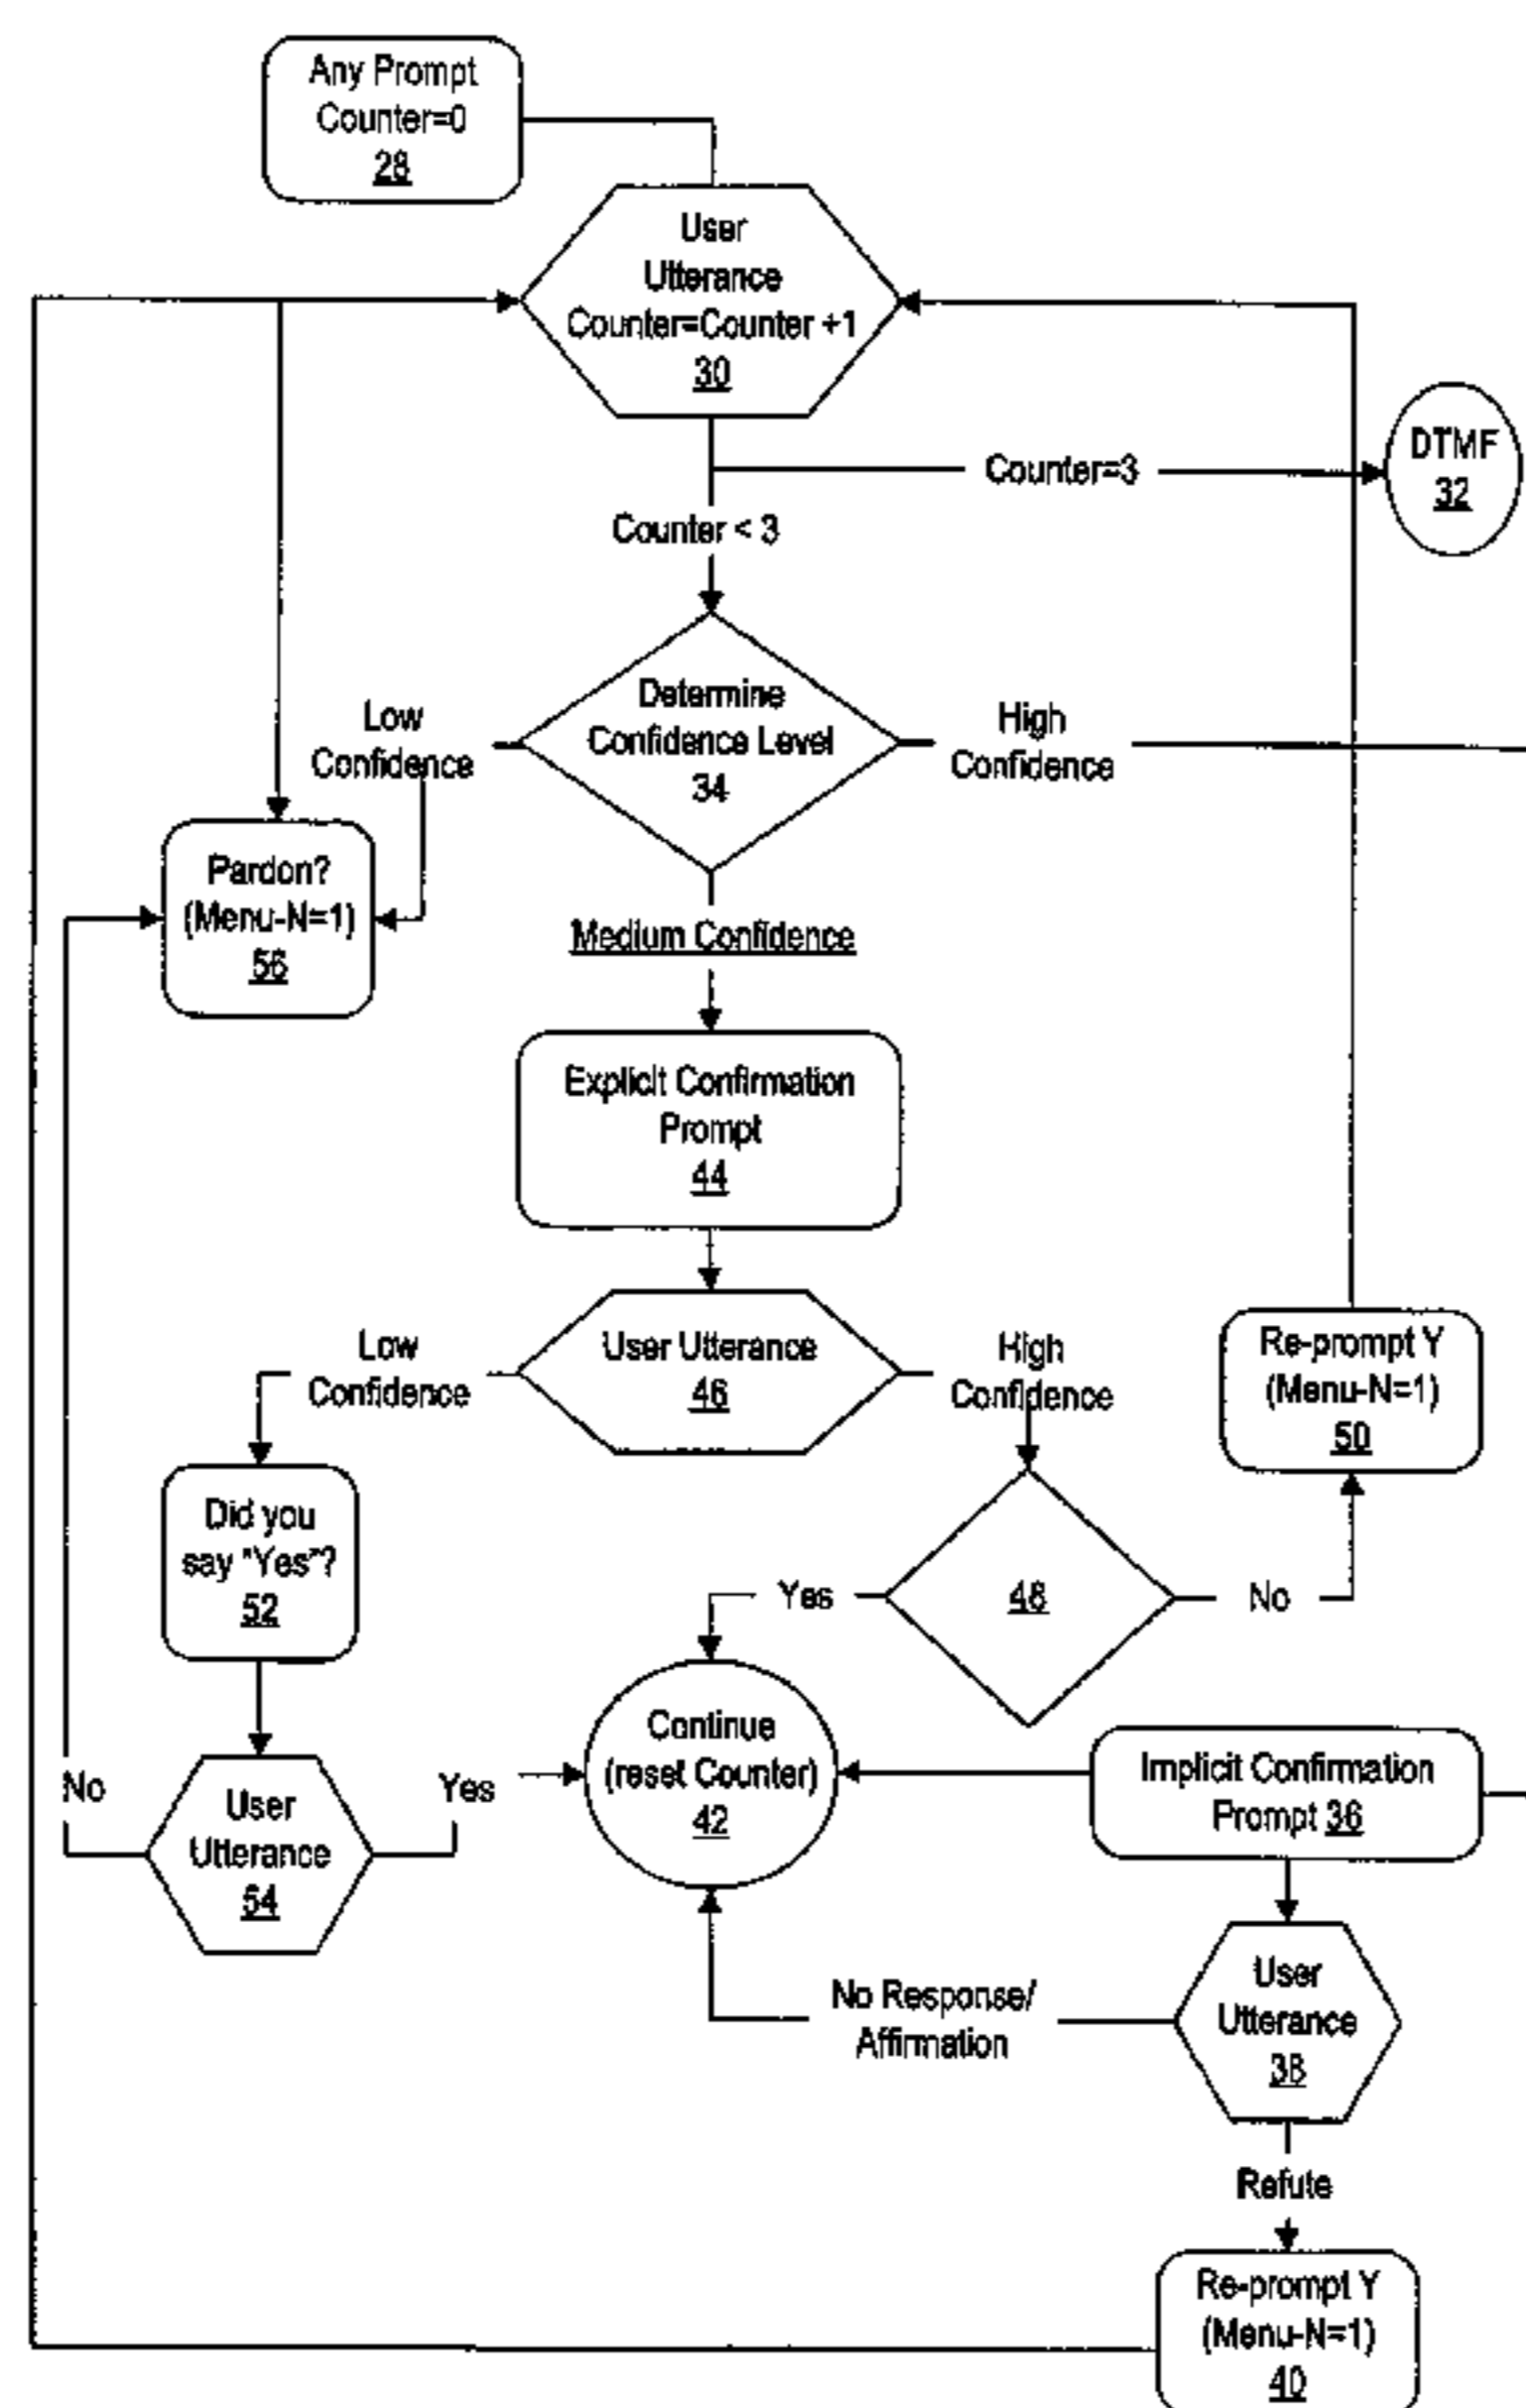 Any Prompt
Counter=0
28
User
Utterance
Counter=Counter +1
30
DTMF
32
Counter=3
Counter < 3
Determine
Confidence Level
34
Low
Confidence
High
Confidence
Pardon?
(Menu-N=1)
56
Medium Confidence
Explicit Confirmation
Prompt
44
User Utterance
46
Low
Confidence
High
Confidence
Re-prompt Y
(Menu-N=1)
50
Did you
say "Yes"?
52
Yes
48
No
Continue
(reset Counter)
42
Implicit Confirmation
Prompt 36
No
User
Utterance
54
Yes
No Response/
Affirmation
User
Utterance
38
Refute
Re-prompt Y
(Menu-N=1)
40